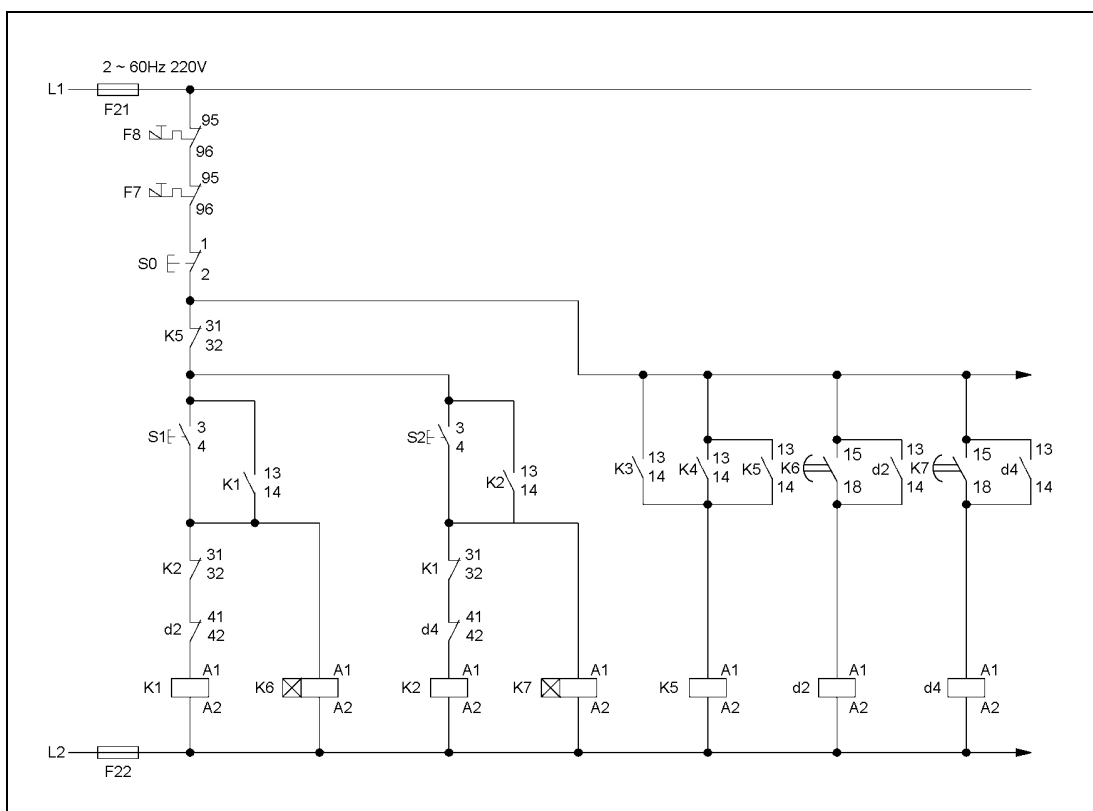 2 ~ 60Hz 220V
L1
F21
95
F8
96
95
F7
96
1
S0
2
31
K5
32
3
S1
4
13
K1
14
3
S2
4
13
K2
14
13
K3
14
13
K4
14
13
K5
14
15
K6
18
13
d2
14
15
K7
18
13
d4
14
31
K2
32
31
K1
32
41
d2
42
41
d4
42
A1
K1
A2
A1
K6
A2
A1
K2
A2
A1
K7
A2
A1
K5
A2
A1
d2
A2
A1
d4
A2
L2
F22